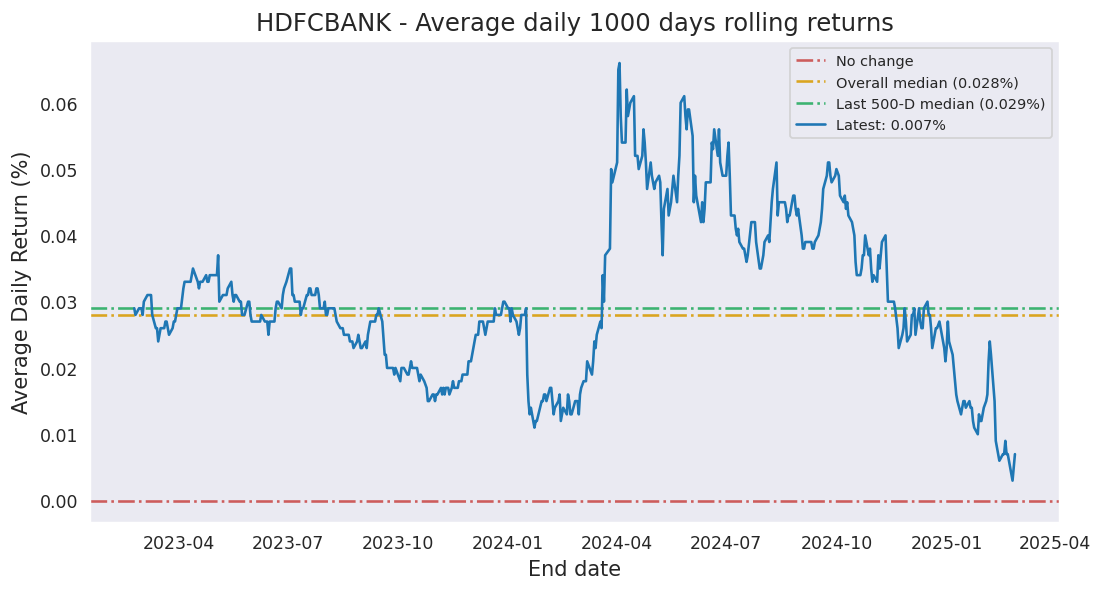 HDFCBANK - Average daily 1000 days rolling returns
No change
Overall median (0.028%)
Last 500-D median (0.029%)
Latest: 0.007%
Average Daily Return (%)
0.06
0.05
0.04
0.03
0.02
0.01
0.00
2023-04 2023-07 2023-10 2024-01 2024-04 2024-07 2024-10 2025-01 2025-04
End date